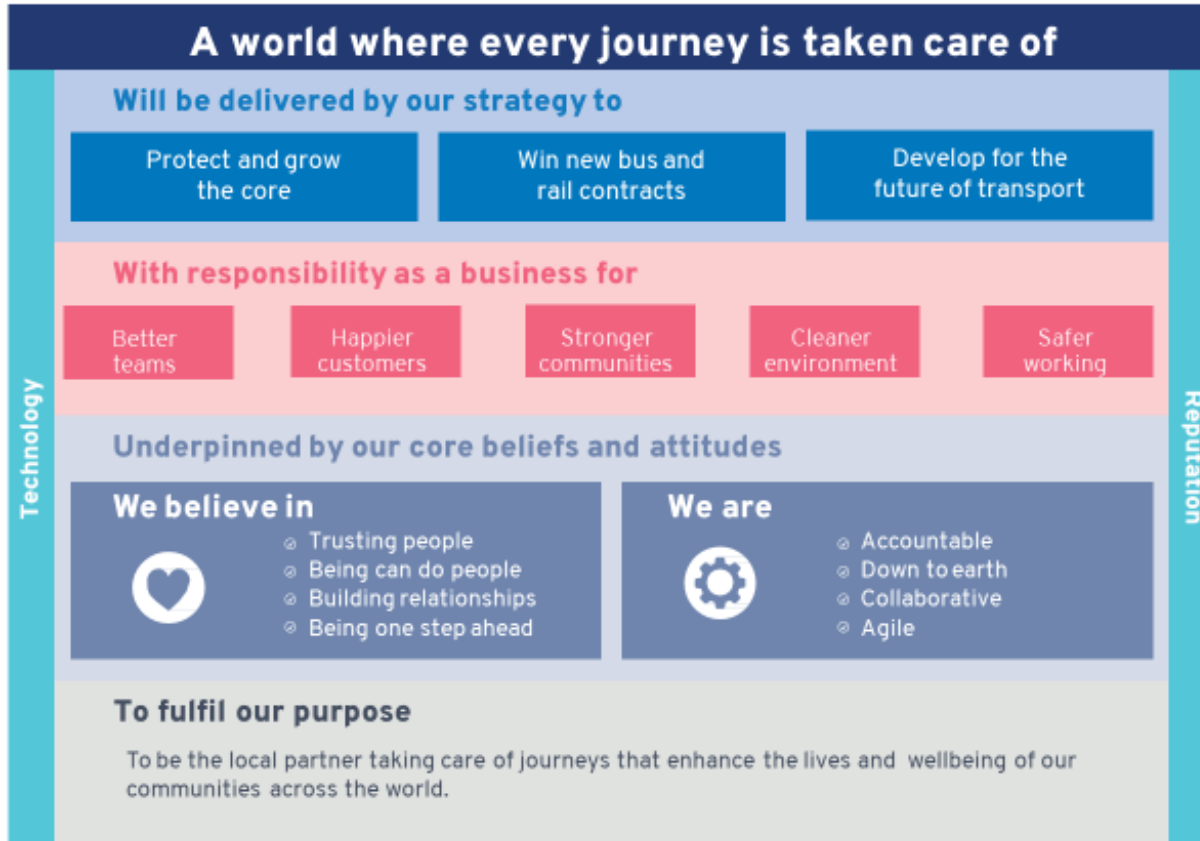 A world where every journey is taken care of
Will be delivered by our strategy to
Protect and grow
the core
Win new bus and
rail contracts
Develop for the
future of transport
With responsibility as a business for
Better
teams
Happier
customers
Stronger
communities
Cleaner
environment
Safer
working
Technology
Reputation
Underpinned by our core beliefs and attitudes
We believe in
Trusting people
Being can do people
Building relationships
Being one step ahead
We are
Accountable
Down to earth
Collaborative
Agile
To fulfil our purpose
To be the local partner taking care of journeys that enhance the lives and wellbeing of our
communities across the world.